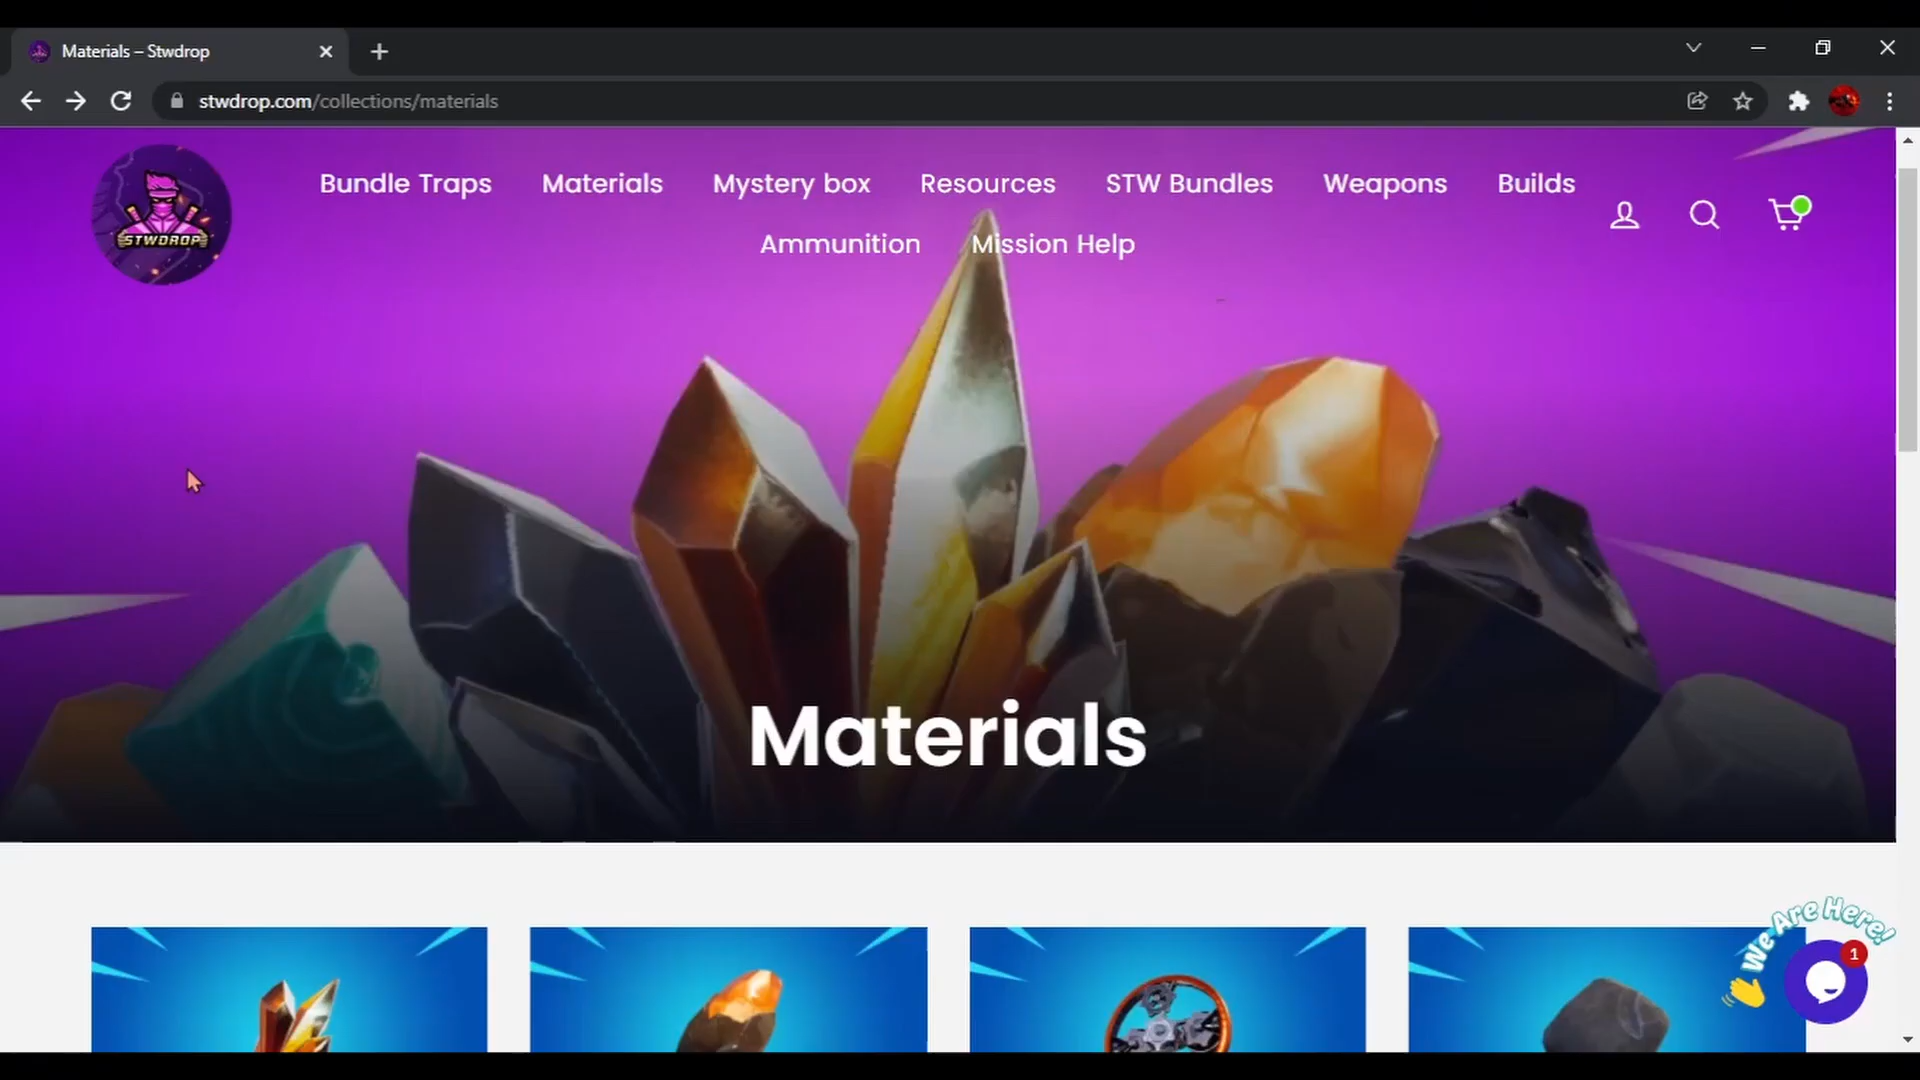 Materials – Stwdrop
stwdrop.com/collections/materials
STWDROP
Bundle Traps Materials Mystery box Resources STW Bundles Weapons Builds
Ammunition Mission Help
Materials
We Are Here!
1